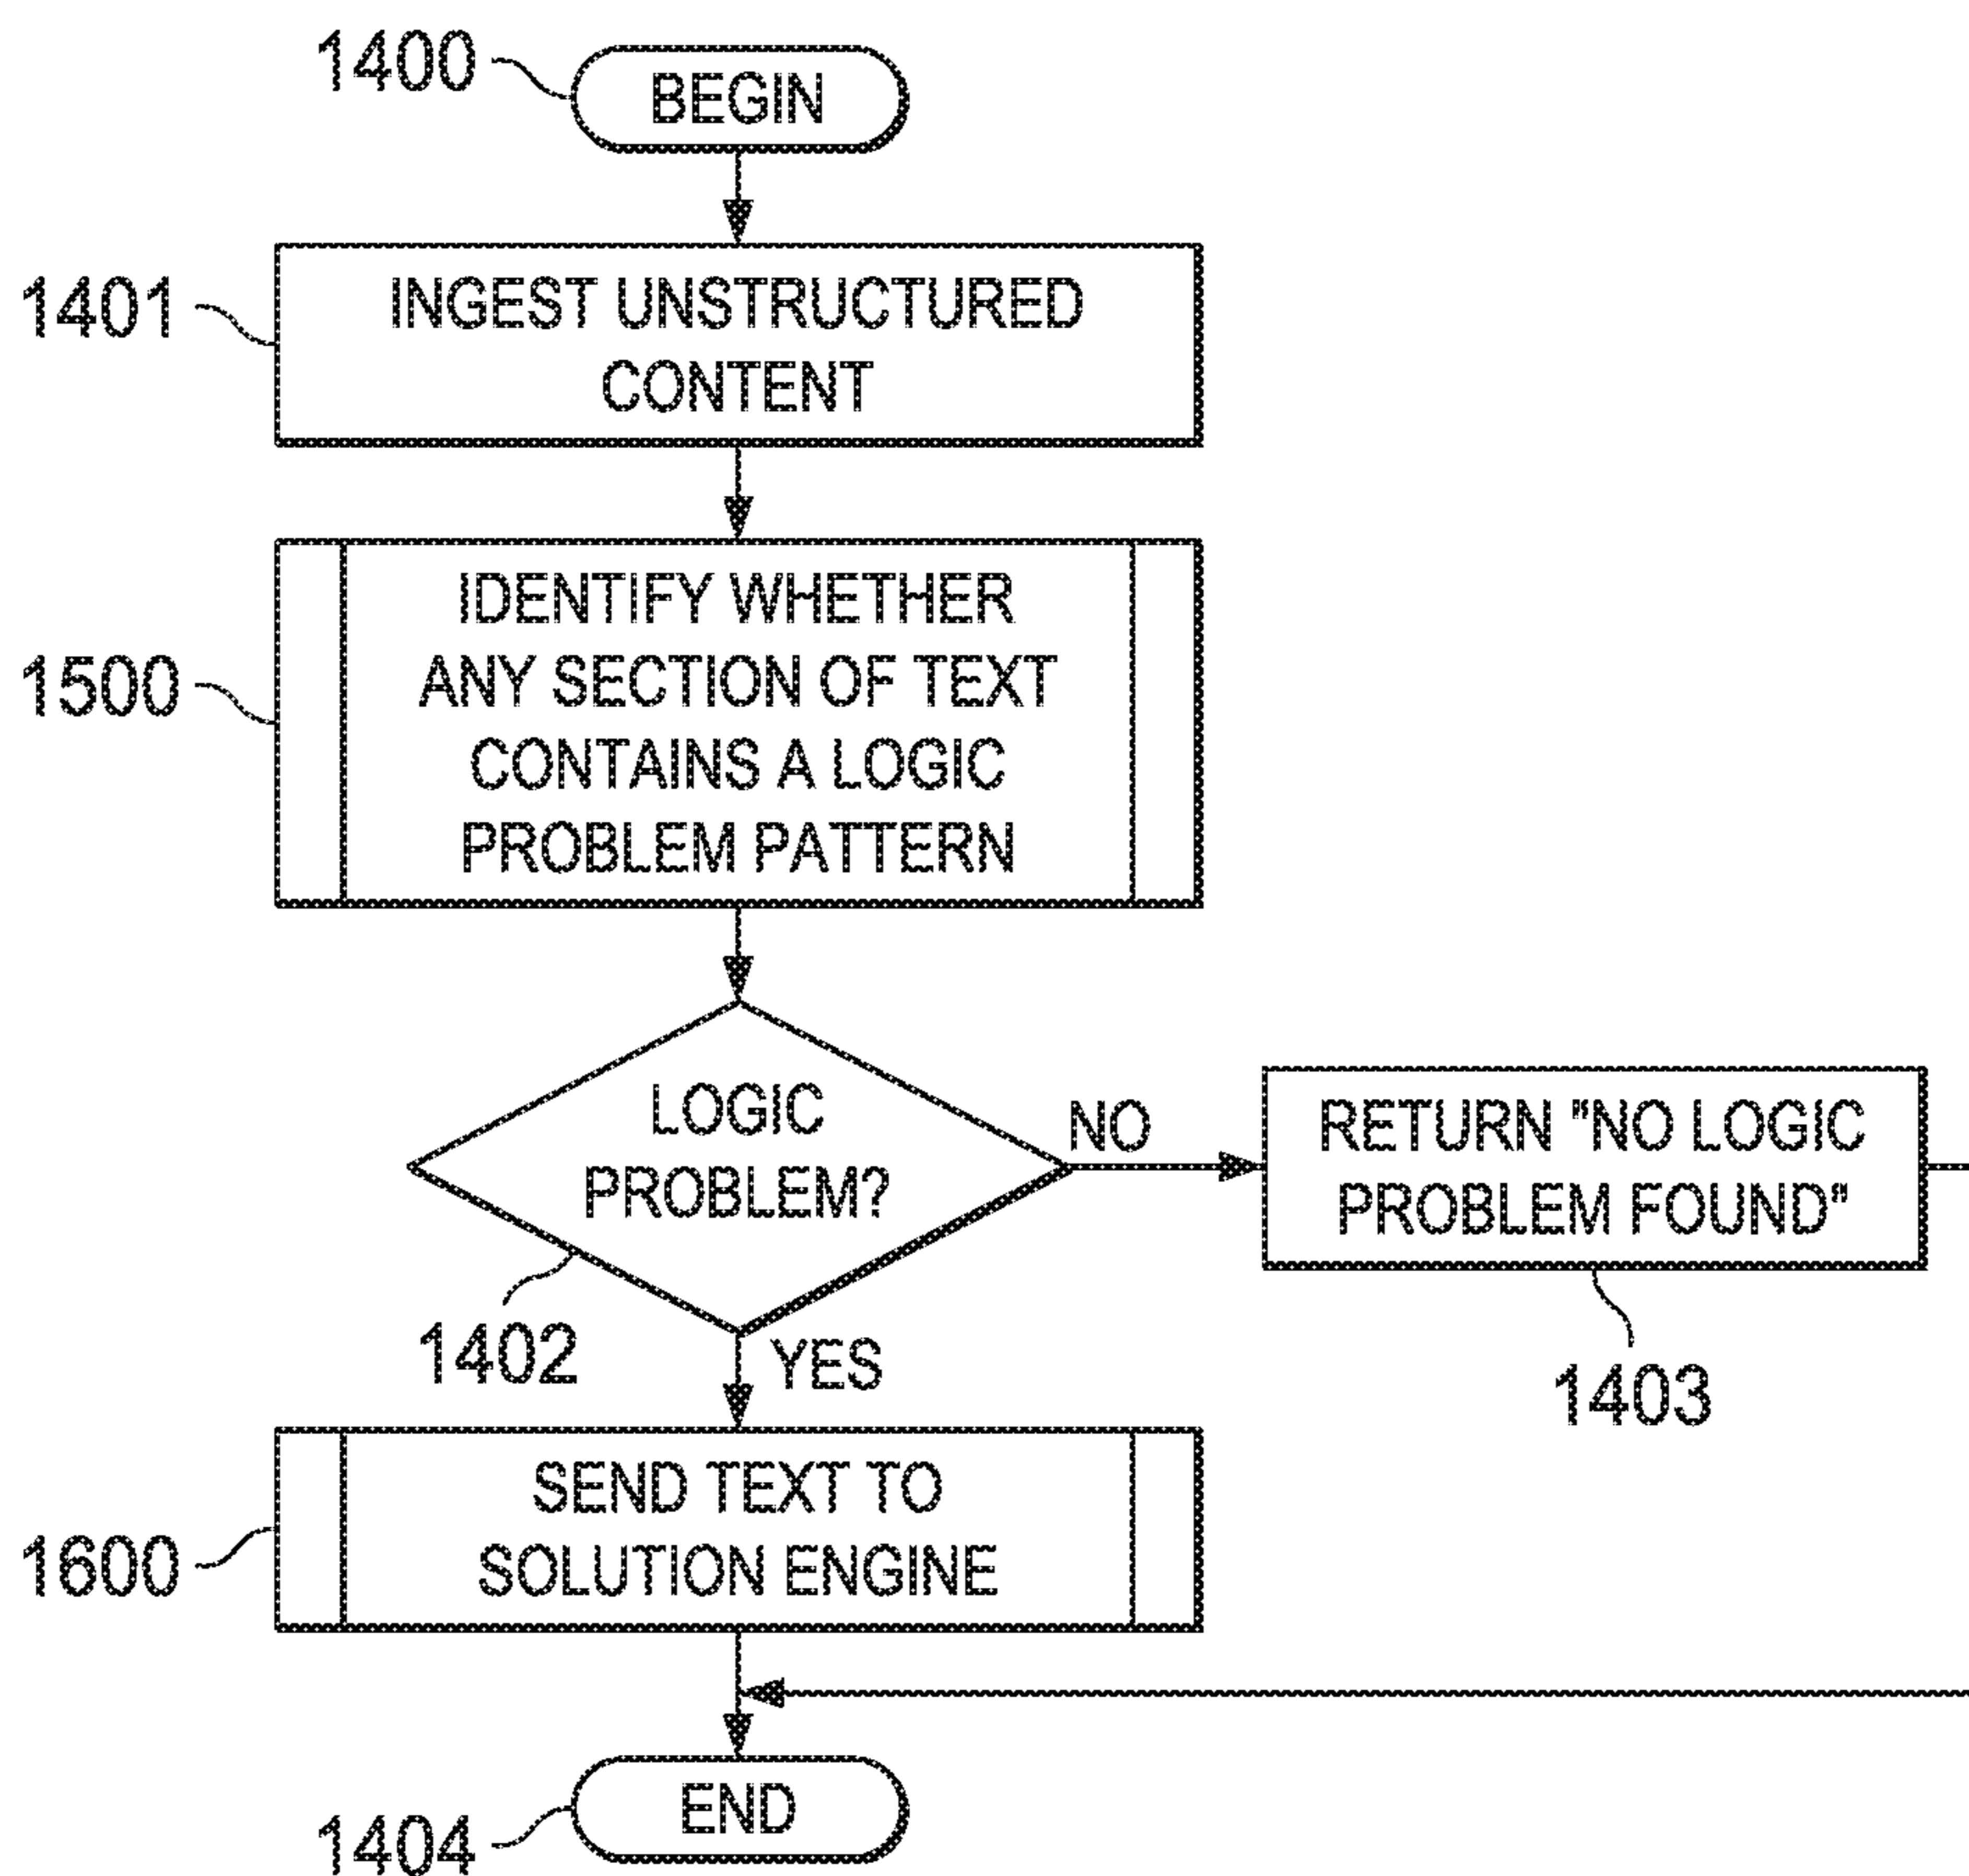 1400
BEGIN
1401
INGEST UNSTRUCTURED
CONTENT
1500
IDENTIFY WHETHER
ANY SECTION OF TEXT
CONTAINS A LOGIC
PROBLEM PATTERN
LOGIC
PROBLEM?
NO
RETURN "NO LOGIC
PROBLEM FOUND"
1402
YES
1403
1600
SEND TEXT TO
SOLUTION ENGINE
END
1404